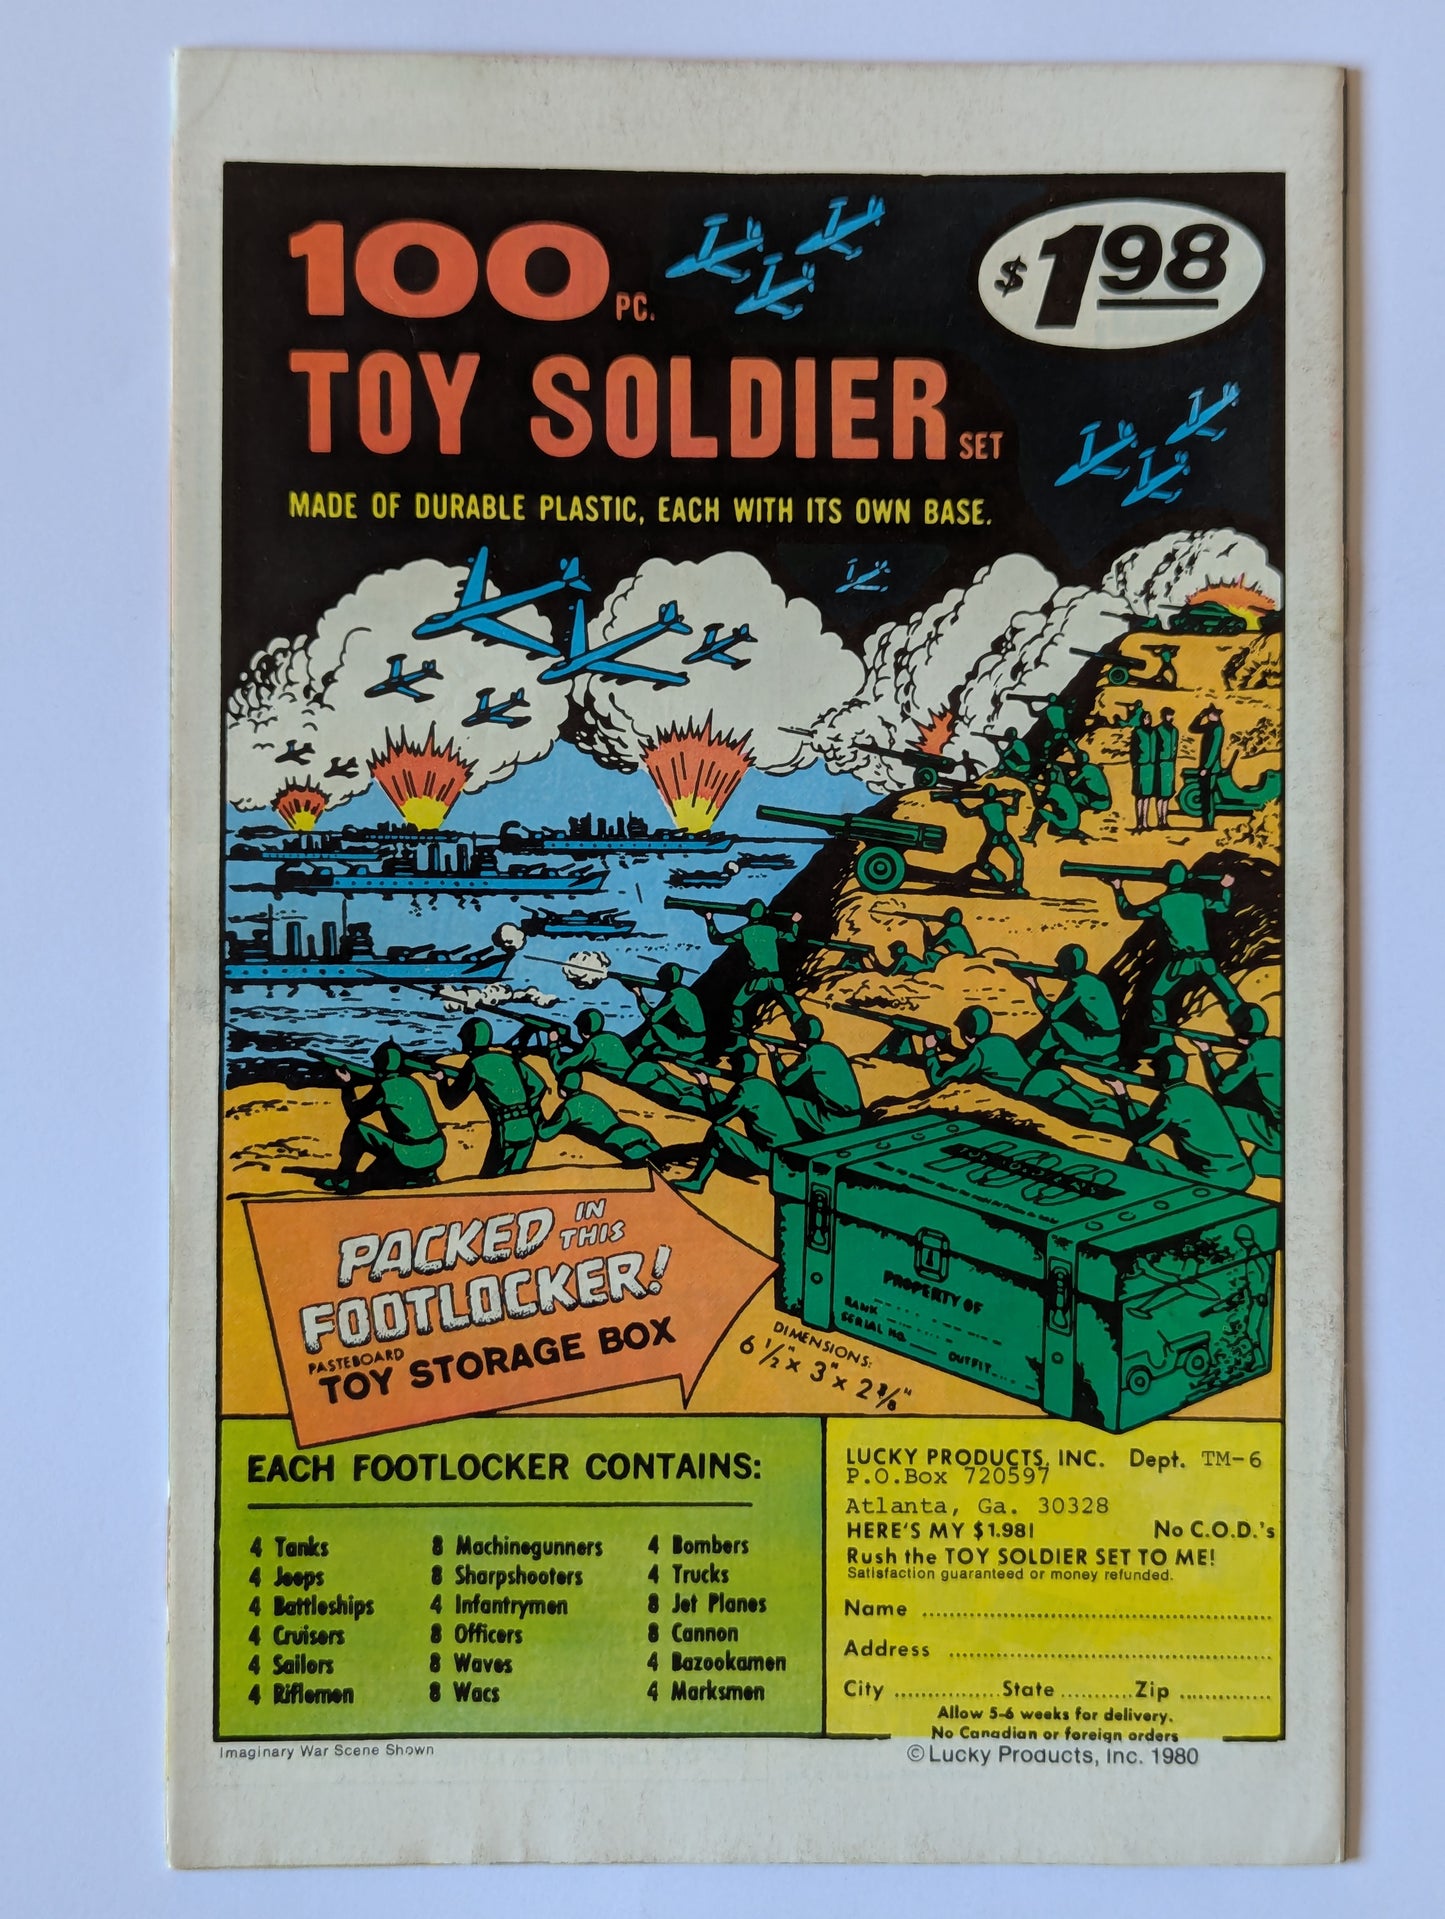 100 PC.
$1.98
TOY SOLDIER SET
MADE OF DURABLE PLASTIC, EACH WITH ITS OWN BASE.
PACKED IN THIS
FOOTLOCKER!
PASTEBOARD
TOY STORAGE BOX
PROPERTY OF
RANK
SERIAL NO.
OUTFIT
DIMENSIONS:
6 1/2" x 3" x 2 3/8"
EACH FOOTLOCKER CONTAINS:
4 Tanks
4 Jeeps
4 Battleships
4 Cruisers
4 Sailors
4 Riflemen
8 Machinegunners
8 Sharpshooters
4 Infantrymen
8 Officers
8 Waves
8 Wacs
4 Bombers
4 Trucks
8 Jet Planes
8 Cannon
4 Bazookamen
4 Marksmen
LUCKY PRODUCTS, INC. Dept. TM-6
P.O.Box 720597
Atlanta, Ga. 30328
HERE'S MY $1.98! No C.O.D.'s
Rush the TOY SOLDIER SET TO ME!
Satisfaction guaranteed or money refunded.
Name
Address
City State Zip
Allow 5-6 weeks for delivery.
No Canadian or foreign orders
Imaginary War Scene Shown
© Lucky Products, Inc. 1980